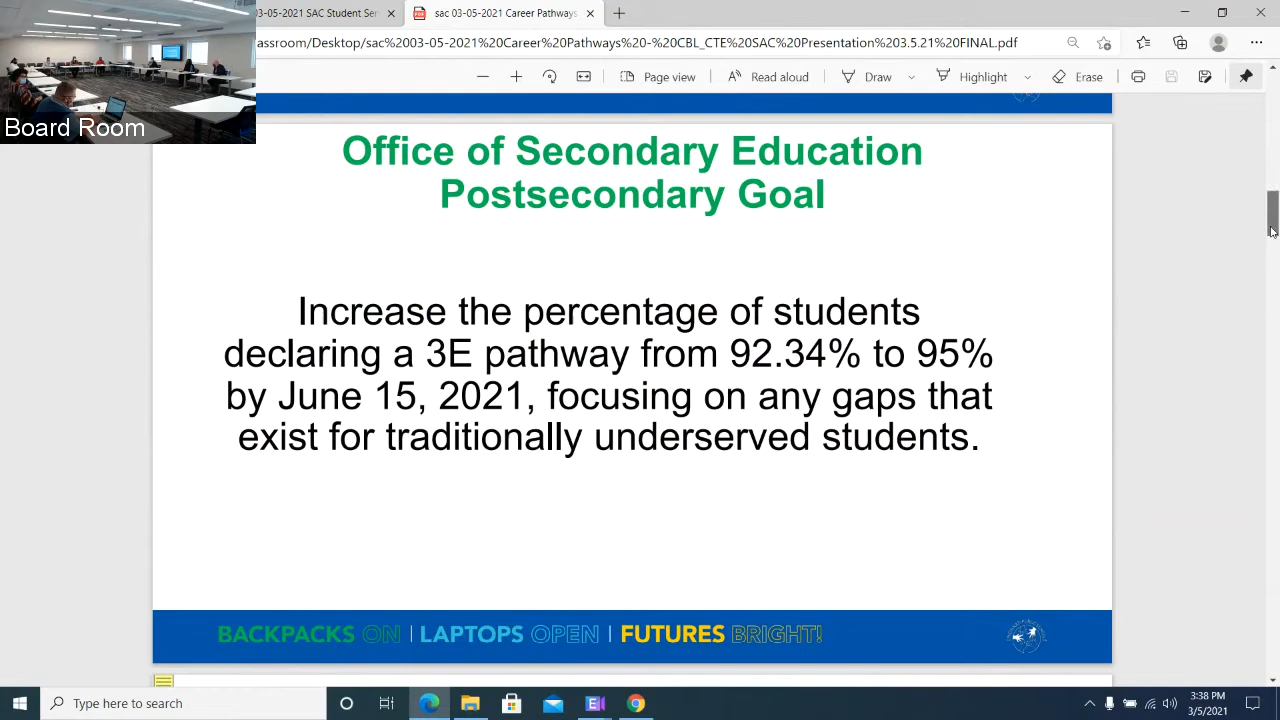 03-05-2021 SAC Student Ser
sac 03-05-2021 Career Pathways
assroom/Desktop/sac%2003-05-2021%20Career%20Pathways%20-%20CBL_CTE%20SAC%20Presentation%203.5.21%20FINAL.pdf
Page view
Read aloud
Draw
Highlight
Erase
Board Room
Office of Secondary Education
Postsecondary Goal
Increase the percentage of students
declaring a 3E pathway from 92.34% to 95%
by June 15, 2021, focusing on any gaps that
exist for traditionally underserved students.
BACKPACKS ON | LAPTOPS OPEN | FUTURES BRIGHT!
Type here to search
3:38 PM
3/5/2021